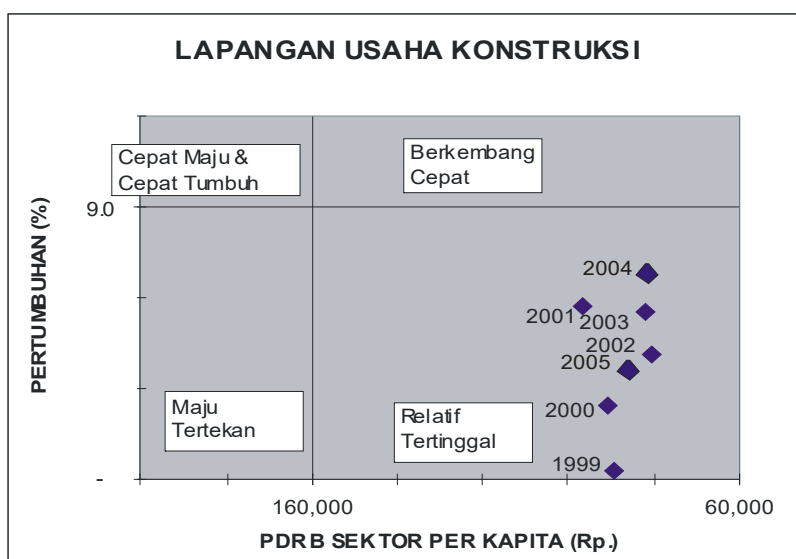 LAPANGAN USAHA KONSTRUKSI
Cepat Maju &
Cepat Tumbuh
Berkembang
Cepat
9.0
PERTUMBUHAN (%)
2004
2001
2003
2002
2005
2000
1999
Maju
Tertekan
Relatif
Tertinggal
-
160,000
60,000
PDRB SEKTOR PER KAPITA (Rp.)